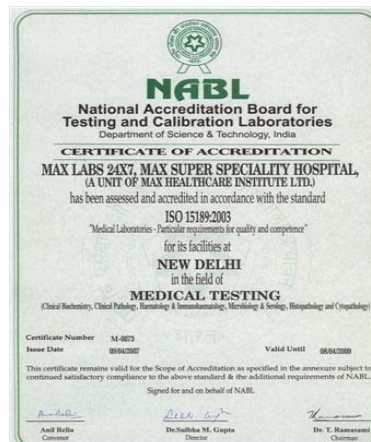 NABL
National Accreditation Board for
Testing and Calibration Laboratories
Department of Science & Technology, India
CERTIFICATE OF ACCREDITATION
MAX LABS 24X7, MAX SUPER SPECIALITY HOSPITAL,
(A UNIT OF MAX HEALTHCARE INSTITUTE LTD.)
has been assessed and accredited in accordance with the standard
ISO 15189:2003
"Medical Laboratories - Particular requirements for quality and competence"
for its facilities at
NEW DELHI
in the field of
MEDICAL TESTING
(Clinical Biochemistry, Clinical Pathology, Haematology & Immunohaematology, Microbiology & Serology, Histopathology and Cytopathology)
Certificate Number M-0073
Issue Date 09/04/2007 Valid Until 08/04/2009
This certificate remains valid for the Scope of Accreditation as specified in the annexure subject to
continued satisfactory compliance to the above standard & the additional requirements of NABL.
Signed for and on behalf of NABL
Anil Relia Dr.Sulbha M. Gupta Dr. T. Ramasami
Convener Director Chairman